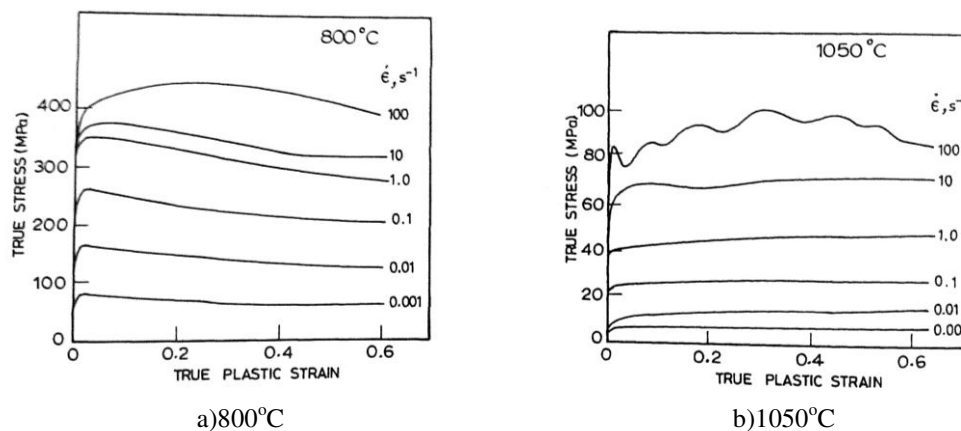 800°C
ε̇, s⁻¹
TRUE STRESS (MPa)
400
300
200
100
0
100
10
1.0
0.1
0.01
0.001
0 0.2 0.4 0.6
TRUE PLASTIC STRAIN
a)800°C
1050°C
ε̇, s
TRUE STRESS (MPa)
100
80
60
40
20
0
100
10
1.0
0.1
0.01
0.00
0 0.2 0.4 0.6
TRUE PLASTIC STRAIN
b)1050°C